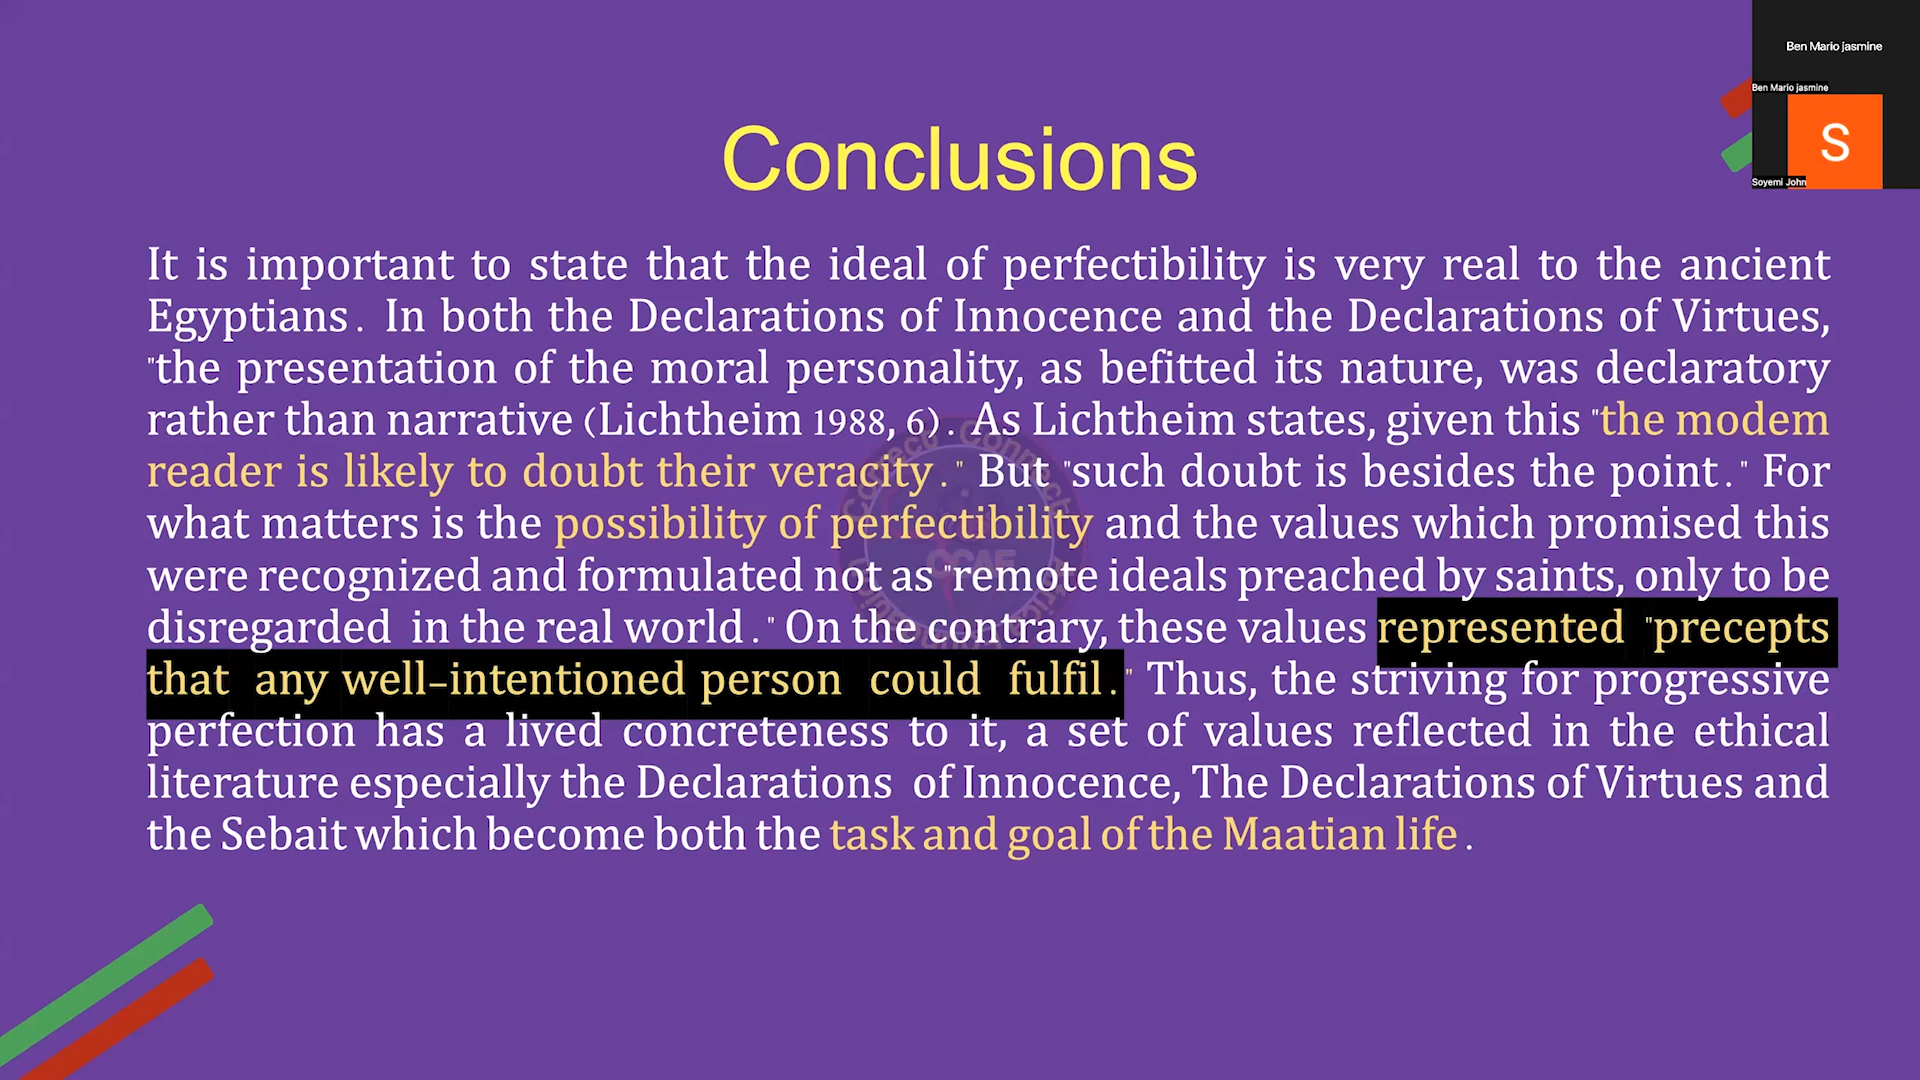 Ben Mario jasmine
Ben Mario jasmine
S
Soyemi John
Conclusions
It is important to state that the ideal of perfectibility is very real to the ancient
Egyptians. In both the Declarations of Innocence and the Declarations of Virtues,
"the presentation of the moral personality, as befitted its nature, was declaratory
rather than narrative (Lichtheim 1988, 6). As Lichtheim states, given this "the modem
reader is likely to doubt their veracity." But "such doubt is besides the point." For
what matters is the possibility of perfectibility and the values which promised this
were recognized and formulated not as "remote ideals preached by saints, only to be
disregarded in the real world." On the contrary, these values represented "precepts
that any well-intentioned person could fulfil." Thus, the striving for progressive
perfection has a lived concreteness to it, a set of values reflected in the ethical
literature especially the Declarations of Innocence, The Declarations of Virtues and
the Sebait which become both the task and goal of the Maatian life.